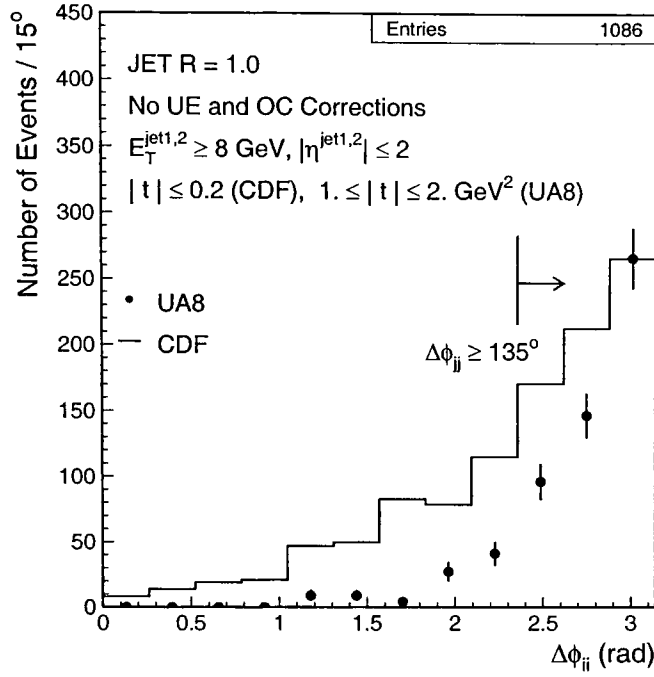 Entries 1086
JET R = 1.0
No UE and OC Corrections
E_T^jet1,2 ≥ 8 GeV, |η^jet1,2| ≤ 2
| t | ≤ 0.2 (CDF), 1. ≤ | t | ≤ 2. GeV² (UA8)
UA8
CDF
Δφ_jj ≥ 135°
Number of Events / 15°
450
400
350
300
250
200
150
100
50
0
0 0.5 1 1.5 2 2.5 3
Δφ_jj (rad)